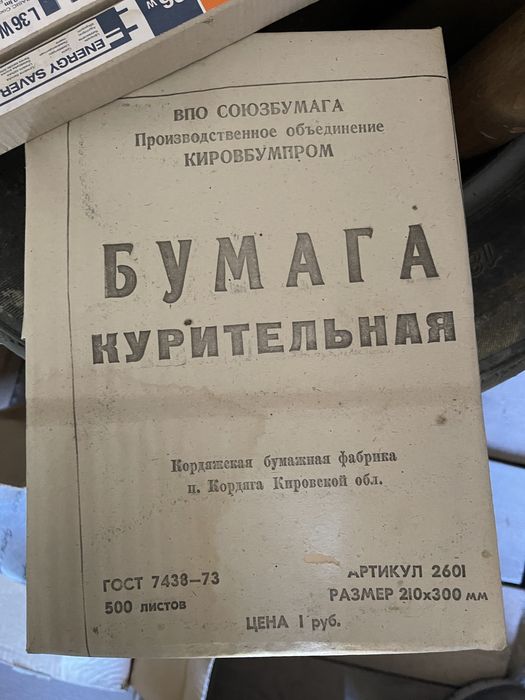 L 36 W
ENERGY SAVER
ВПО СОЮЗБУМАГА
Производственное объединение
КИРОВБУМПРОМ
БУМАГА
КУРИТЕЛЬНАЯ
Кордяжская бумажная фабрика
п. Кордяга Кировской обл.
ГОСТ 7438-73
500 листов
АРТИКУЛ 2601
РАЗМЕР 210х300 мм
ЦЕНА 1 руб.